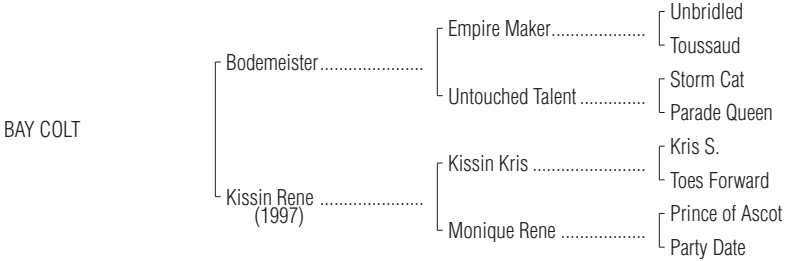 Unbridled
Empire Maker....................
Toussaud
Bodemeister......................
Storm Cat
Untouched Talent ..............
Parade Queen
BAY COLT
Kris S.
Kissin Kris ........................
Toes Forward
Kissin Rene ......................
(1997)
Prince of Ascot
Monique Rene ..................
Party Date